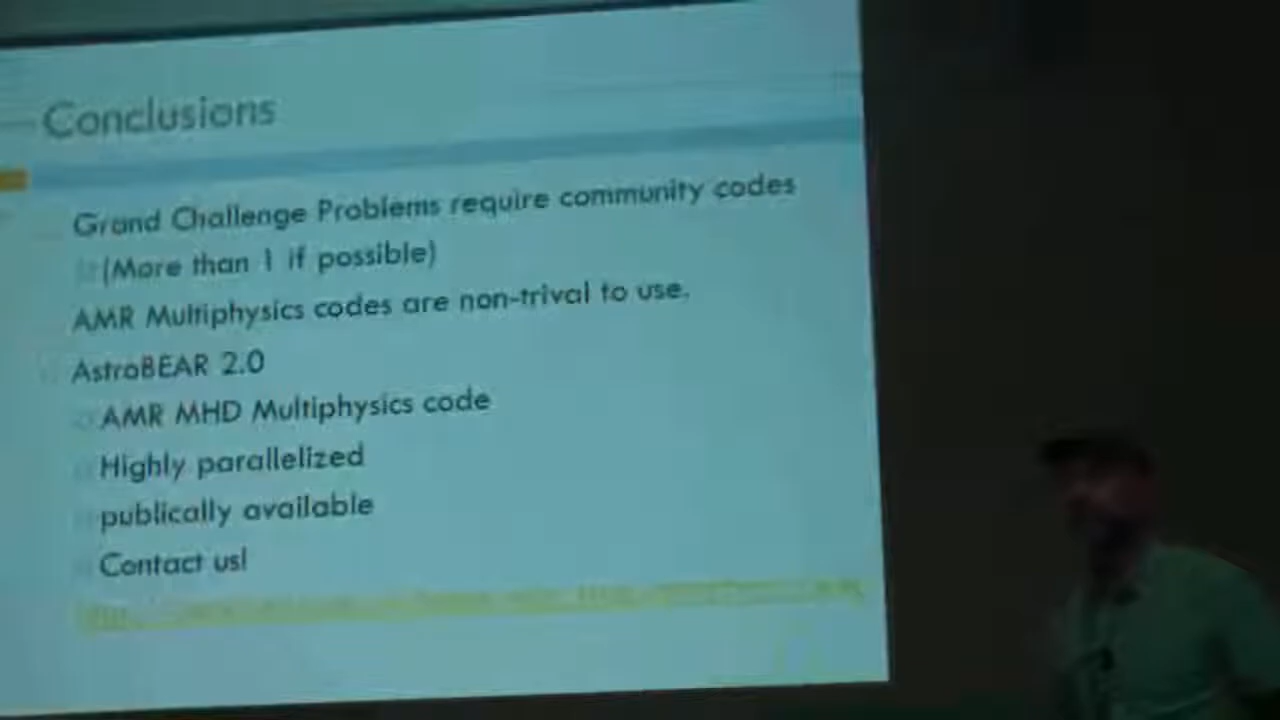 Conclusions
Grand Challenge Problems require community codes
(More than 1 if possible)
AMR Multiphysics codes are non-trival to use.
AstroBEAR 2.0
AMR MHD Multiphysics code
Highly parallelized
publically available
Contact us!